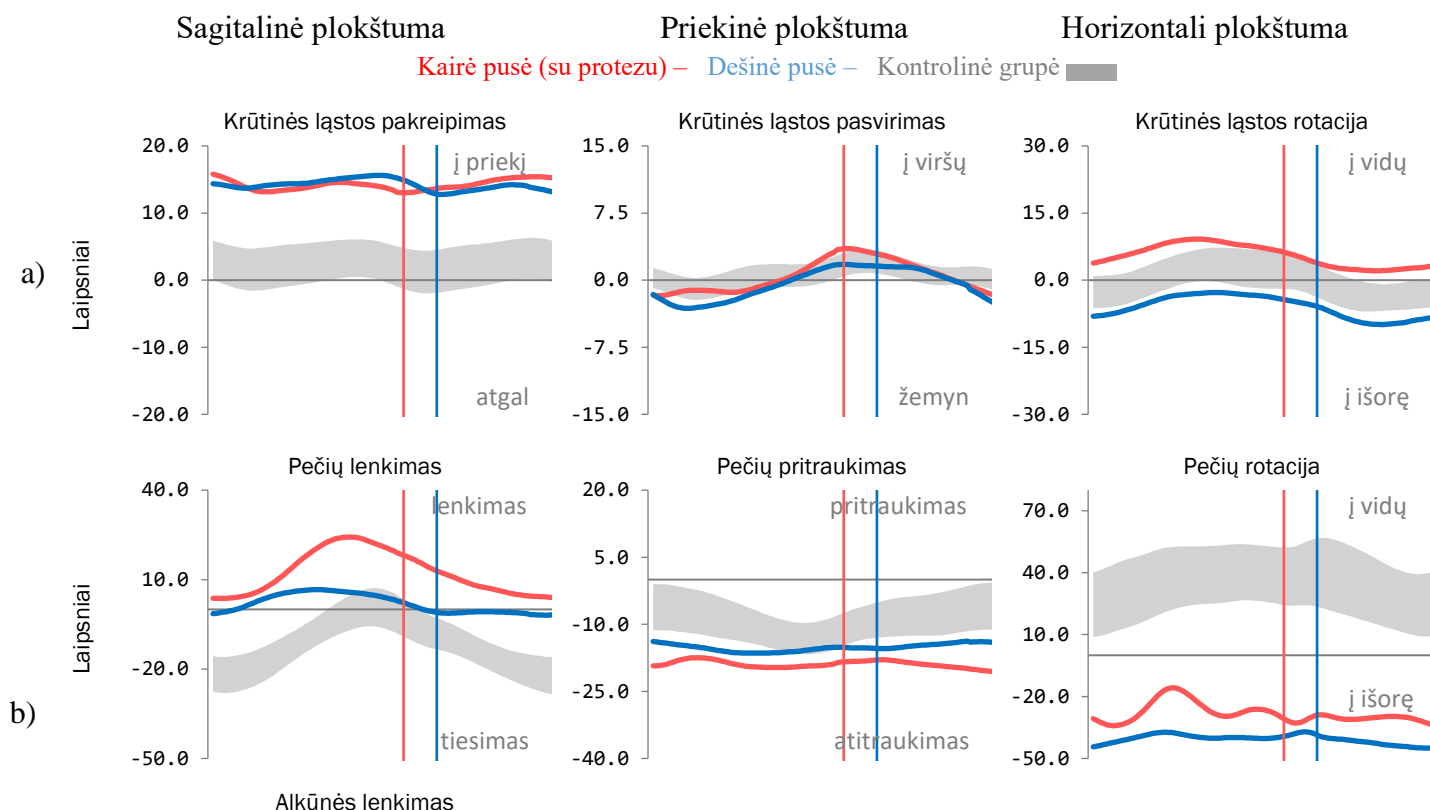 Sagitalinė plokštuma Priekinė plokštuma Horizontali plokštuma
Kairė pusė (su protezu) – Dešinė pusė – Kontrolinė grupė
a)
Laipsniai
Krūtinės ląstos pakreipimas
20.0
10.0
0.0
-10.0
-20.0
į priekį
atgal
Krūtinės ląstos pasvirimas
15.0
7.5
0.0
-7.5
-15.0
į viršų
žemyn
Krūtinės ląstos rotacija
30.0
15.0
0.0
-15.0
-30.0
į vidų
į išorę
b)
Laipsniai
Pečių lenkimas
40.0
10.0
-20.0
-50.0
lenkimas
tiesimas
Pečių pritraukimas
20.0
5.0
-10.0
-25.0
-40.0
pritraukimas
atitraukimas
Pečių rotacija
70.0
40.0
10.0
-20.0
-50.0
į vidų
į išorę
Alkūnės lenkimas